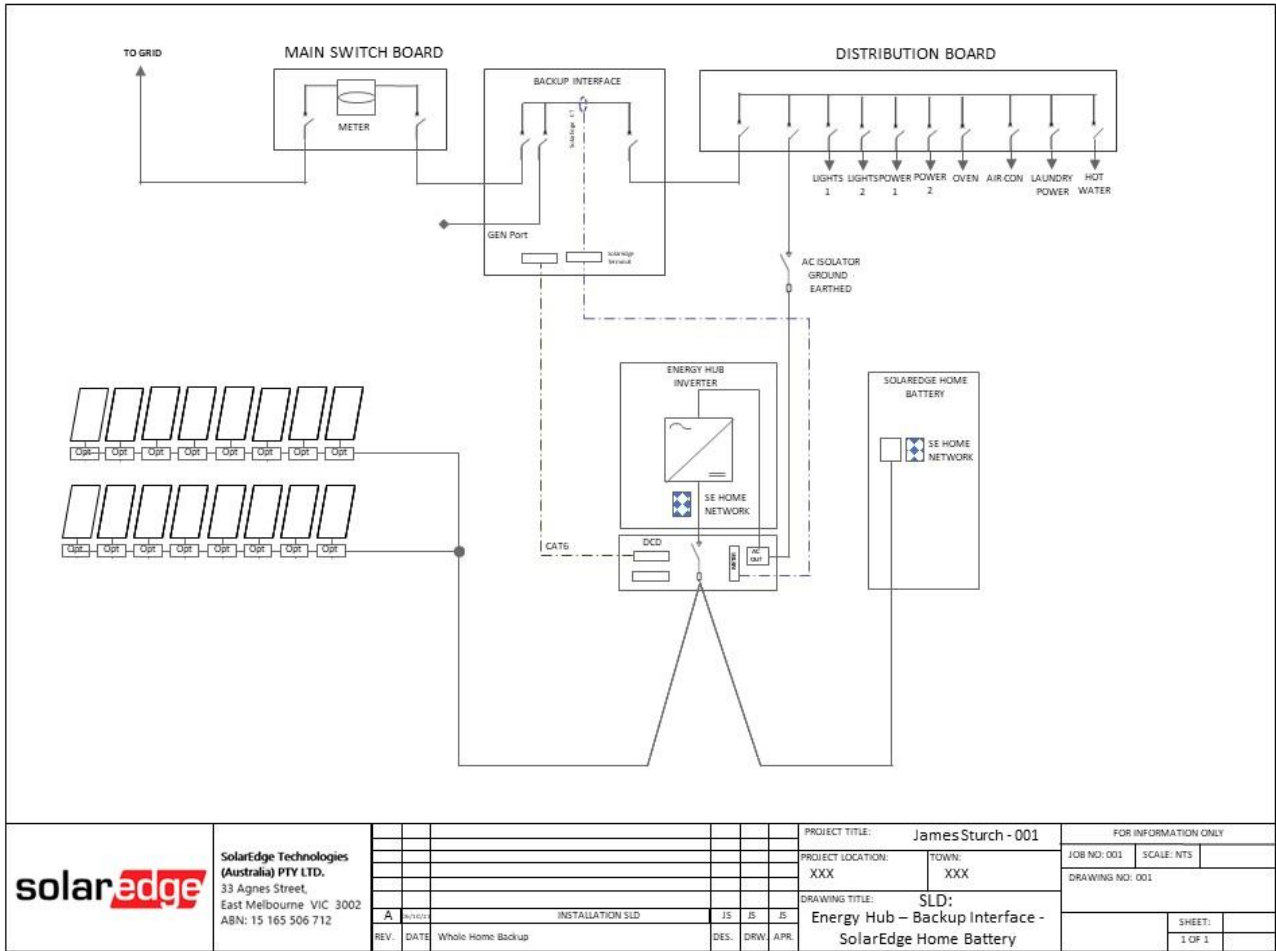 TO GRID
MAIN SWITCH BOARD
METER
BACKUP INTERFACE
SolarEdge CT
GEN Port
SolarEdge
Terminal
DISTRIBUTION BOARD
LIGHTS
1
LIGHTS
2
POWER
1
POWER
2
OVEN
AIR CON
LAUNDRY
POWER
HOT
WATER
AC ISOLATOR
GROUND -
EARTHED
ENERGY HUB
INVERTER
SE HOME
NETWORK
CAT6
DCD
METER
AC
OUT
SOLAREDGE HOME
BATTERY
SE HOME
NETWORK
Opt Opt Opt Opt Opt Opt Opt Opt
Opt Opt Opt Opt Opt Opt Opt Opt
solaredge
SolarEdge Technologies
(Australia) PTY LTD.
33 Agnes Street,
East Melbourne VIC 3002
ABN: 15 165 506 712
A INSTALLATION SLD JS JS JS
REV. DATE Whole Home Backup DES. DRW. APR.
PROJECT TITLE: James Sturch - 001
PROJECT LOCATION:
XXX
TOWN:
XXX
DRAWING TITLE: SLD:
Energy Hub – Backup Interface -
SolarEdge Home Battery
FOR INFORMATION ONLY
JOB NO: 001 SCALE: NTS
DRAWING NO: 001
SHEET:
1 OF 1